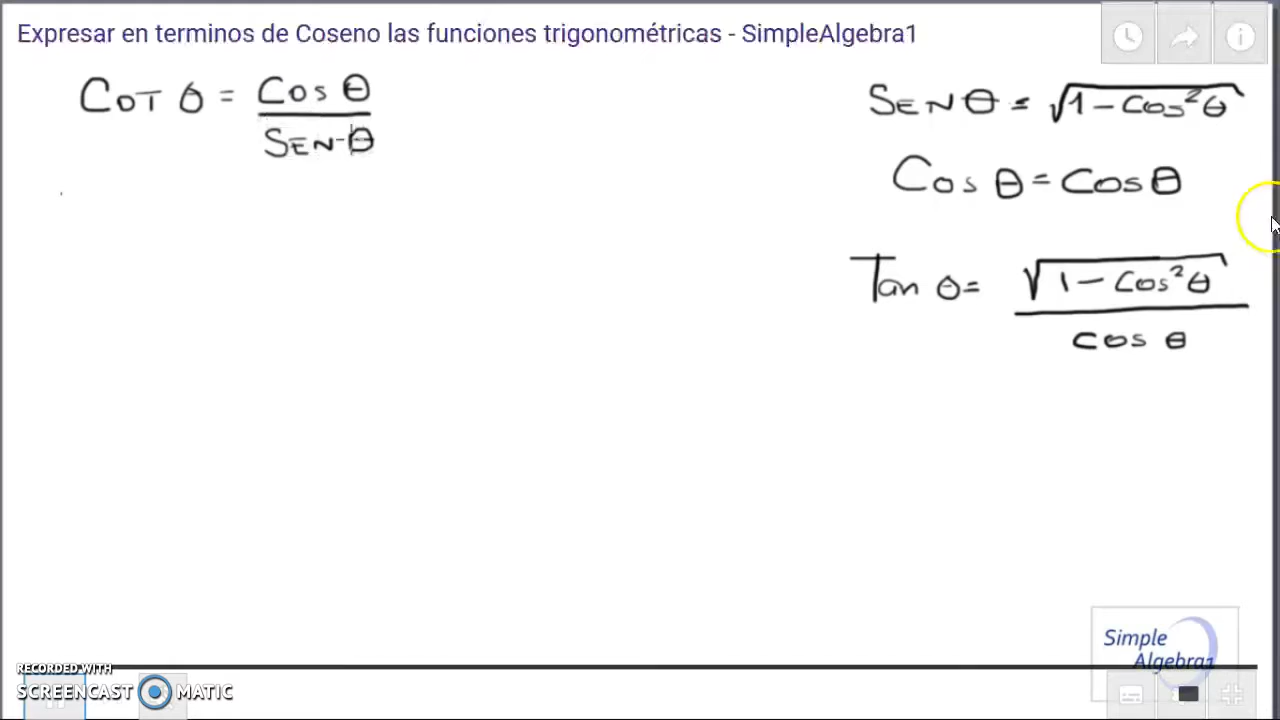 Expresar en terminos de Coseno las funciones trigonométricas - SimpleAlgebra1
COT θ = Cos θ / SEN θ
SEN θ = √1 - Cos²θ
Cos θ = Cos θ
Tan θ = √1 - Cos²θ / Cos θ
Simple
Algebra1
RECORDED WITH
SCREENCAST MATIC